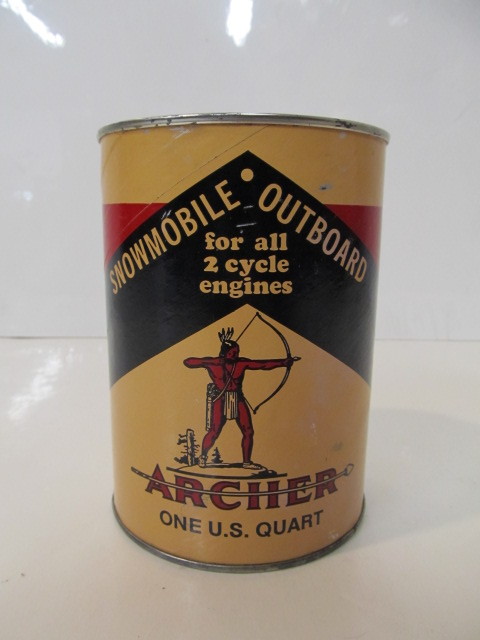 SNOWMOBILE • OUTBOARD
for all
2 cycle
engines
ARCHER
ONE U.S. QUART